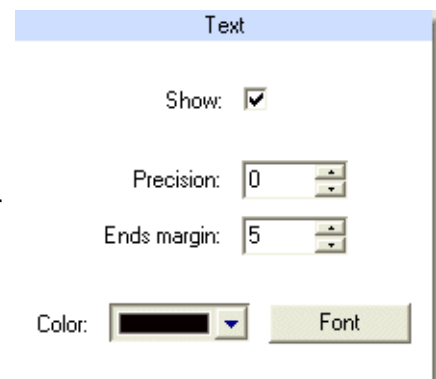 Text
Show:
Precision: 0
Ends margin: 5
Color: Font